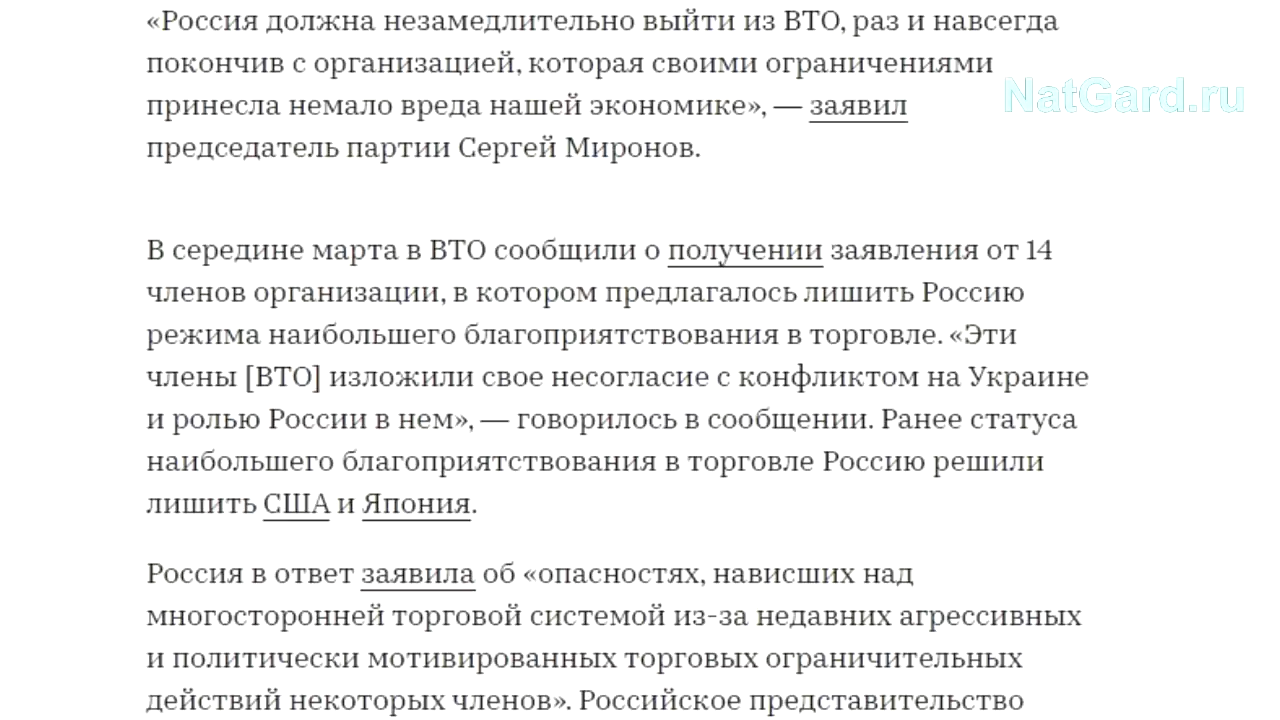 «Россия должна незамедлительно выйти из ВТО, раз и навсегда
покончив с организацией, которая своими ограничениями
принесла немало вреда нашей экономике», — заявил
председатель партии Сергей Миронов.
NatGard.ru
В середине марта в ВТО сообщили о получении заявления от 14
членов организации, в котором предлагалось лишить Россию
режима наибольшего благоприятствования в торговле. «Эти
члены [ВТО] изложили свое несогласие с конфликтом на Украине
и ролью России в нем», — говорилось в сообщении. Ранее статуса
наибольшего благоприятствования в торговле Россию решили
лишить США и Япония.
Россия в ответ заявила об «опасностях, нависших над
многосторонней торговой системой из-за недавних агрессивных
и политически мотивированных торговых ограничительных
действий некоторых членов». Российское представительство